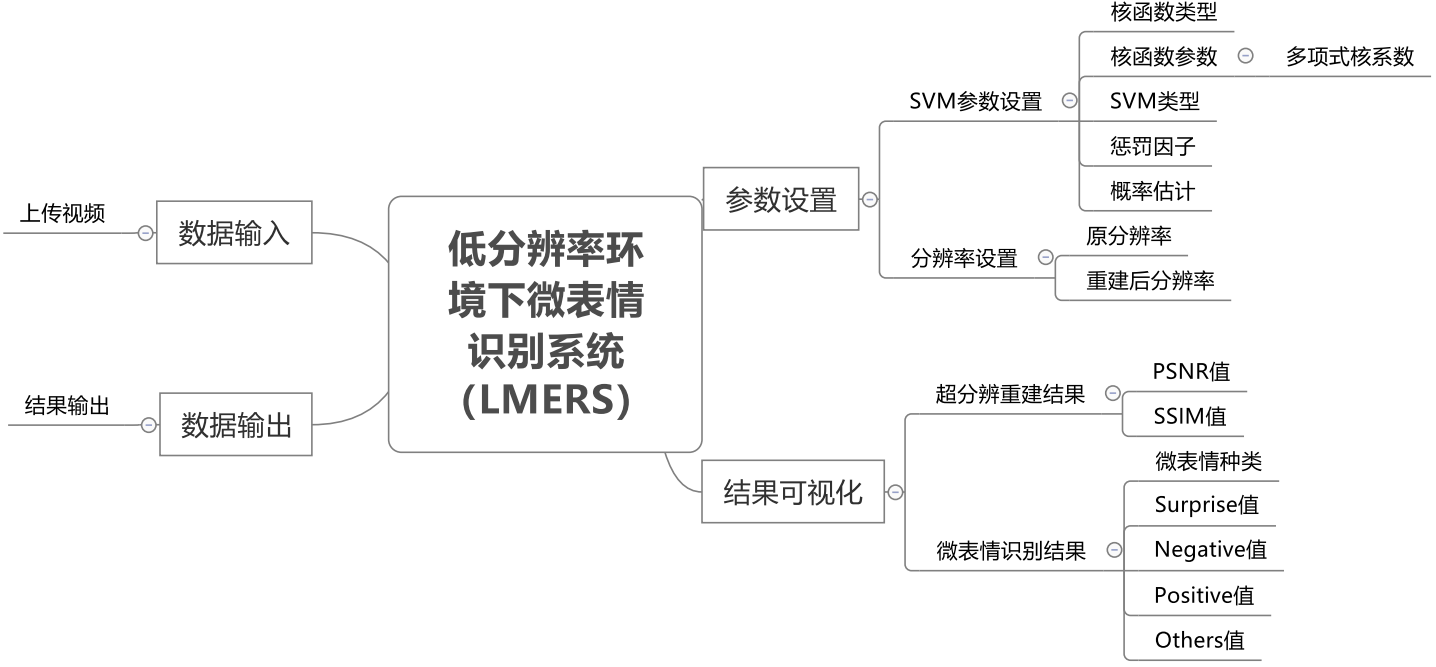 低分辨率环
境下微表情
识别系统
（LMERS）
数据输入
上传视频
数据输出
结果输出
参数设置
SVM参数设置
核函数类型
核函数参数
多项式核系数
SVM类型
惩罚因子
概率估计
分辨率设置
原分辨率
重建后分辨率
结果可视化
超分辨重建结果
PSNR值
SSIM值
微表情识别结果
微表情种类
Surprise值
Negative值
Positive值
Others值